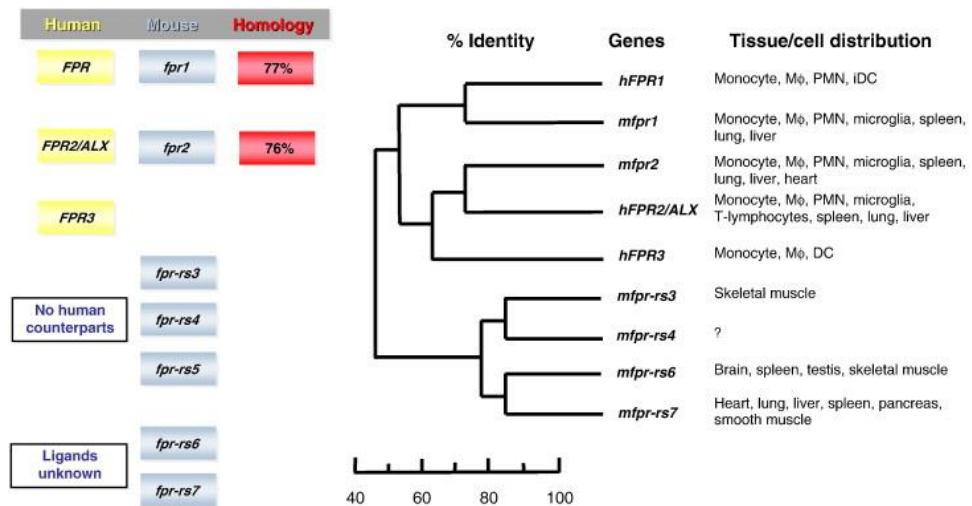 Human Mouse Homology
FPR fpr1 77%
FPR2/ALX fpr2 76%
FPR3
fpr-rs3
No human
counterparts
fpr-rs4
fpr-rs5
fpr-rs6
Ligands
unknown
fpr-rs7
% Identity Genes Tissue/cell distribution
hFPR1 Monocyte, Mϕ, PMN, iDC
mfpr1 Monocyte, Mϕ, PMN, microglia, spleen,
lung, liver
mfpr2 Monocyte, Mϕ, PMN, microglia, spleen,
lung, liver, heart
hFPR2/ALX Monocyte, Mϕ, PMN, microglia,
T-lymphocytes, spleen, lung, liver
hFPR3 Monocyte, Mϕ, DC
mfpr-rs3 Skeletal muscle
mfpr-rs4 ?
mfpr-rs6 Brain, spleen, testis, skeletal muscle
mfpr-rs7 Heart, lung, liver, spleen, pancreas,
smooth muscle
40 60 80 100